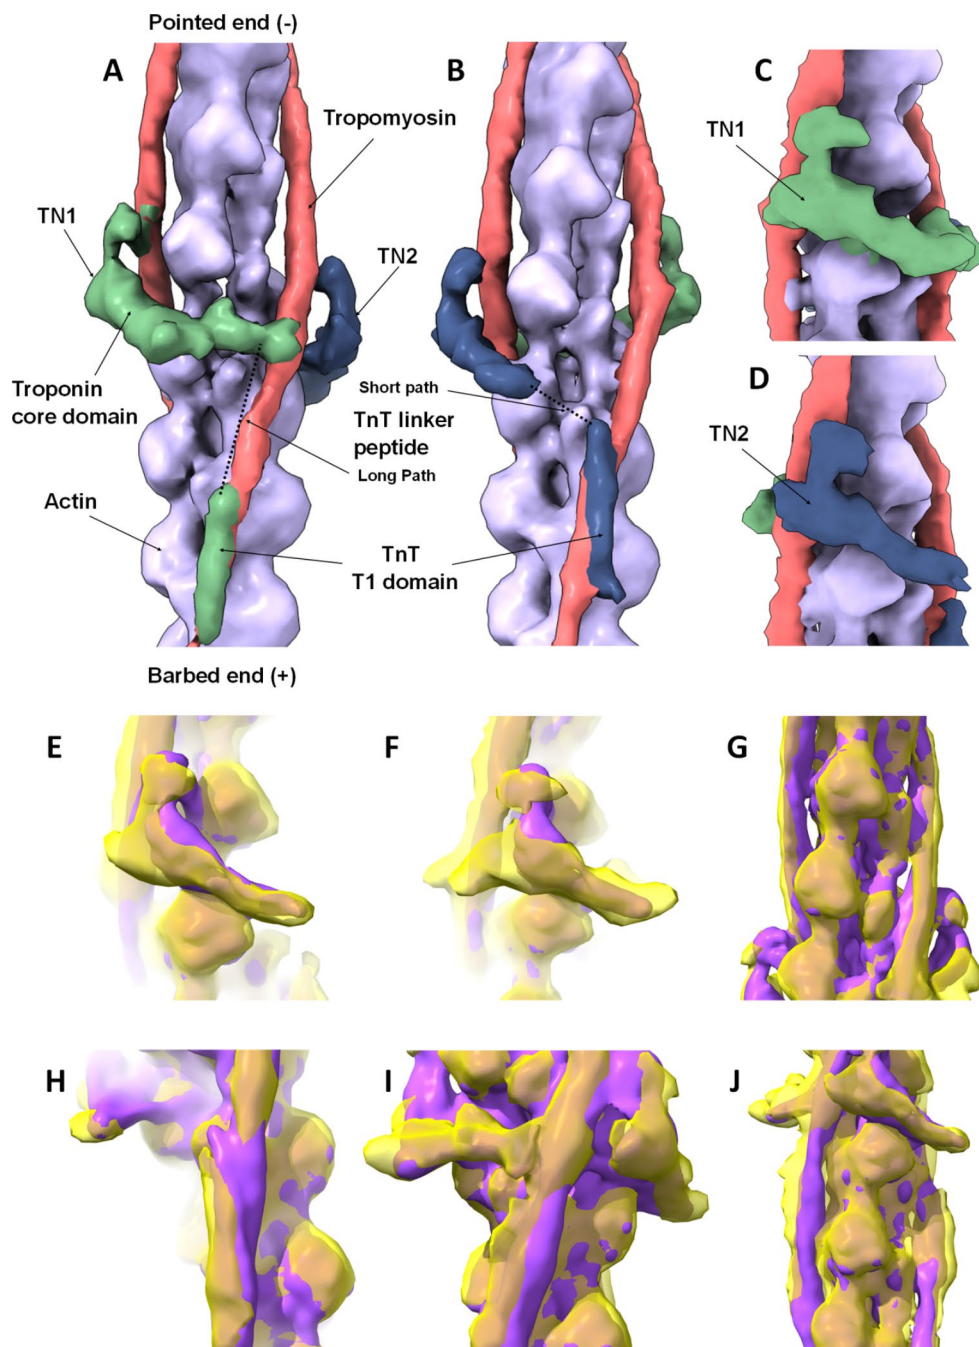 Pointed end (-)
A
B
C
Tropomyosin
TN1
TN1
TN2
D
Short path
Troponin
core domain
TnT linker
peptide
TN2
Long Path
Actin
TnT
T1 domain
Barbed end (+)
E
F
G
H
I
J